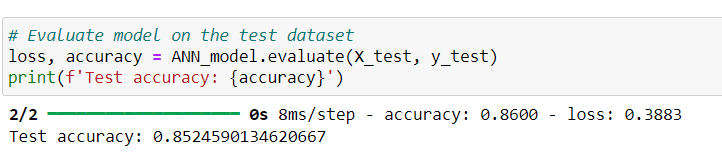 # Evaluate model on the test dataset
loss, accuracy = ANN_model.evaluate(X_test, y_test)
print(f'Test accuracy: {accuracy}')
2/2 ━━━━━━━━━━━━━━━━━━━━ 0s 8ms/step - accuracy: 0.8600 - loss: 0.3883
Test accuracy: 0.8524590134620667